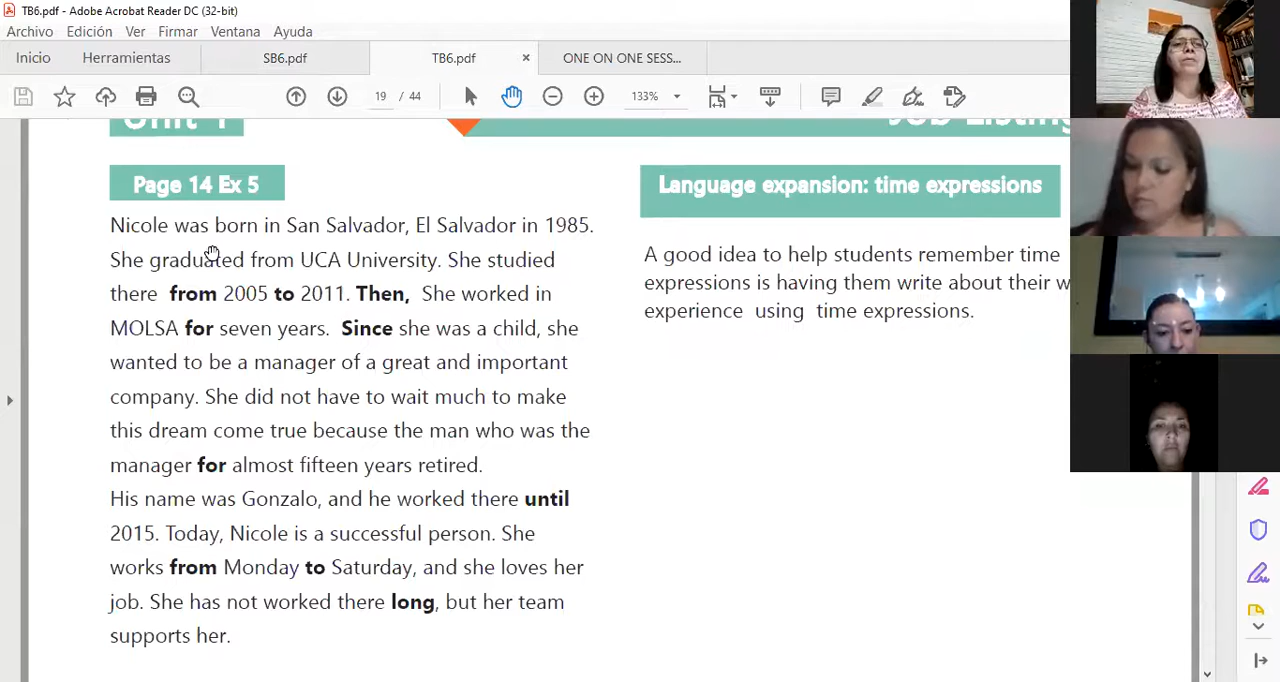 TB6.pdf - Adobe Acrobat Reader DC (32-bit)
Archivo Edición Ver Firmar Ventana Ayuda
Inicio Herramientas SB6.pdf TB6.pdf × ONE ON ONE SESS...
19 / 44 133%
Unit 1
Page 14 Ex 5
Nicole was born in San Salvador, El Salvador in 1985.
She graduated from UCA University. She studied
there from 2005 to 2011. Then, She worked in
MOLSA for seven years. Since she was a child, she
wanted to be a manager of a great and important
company. She did not have to wait much to make
this dream come true because the man who was the
manager for almost fifteen years retired.
His name was Gonzalo, and he worked there until
2015. Today, Nicole is a successful person. She
works from Monday to Saturday, and she loves her
job. She has not worked there long, but her team
supports her.
Job Listing
Language expansion: time expressions
A good idea to help students remember time
expressions is having them write about their w
experience using time expressions.